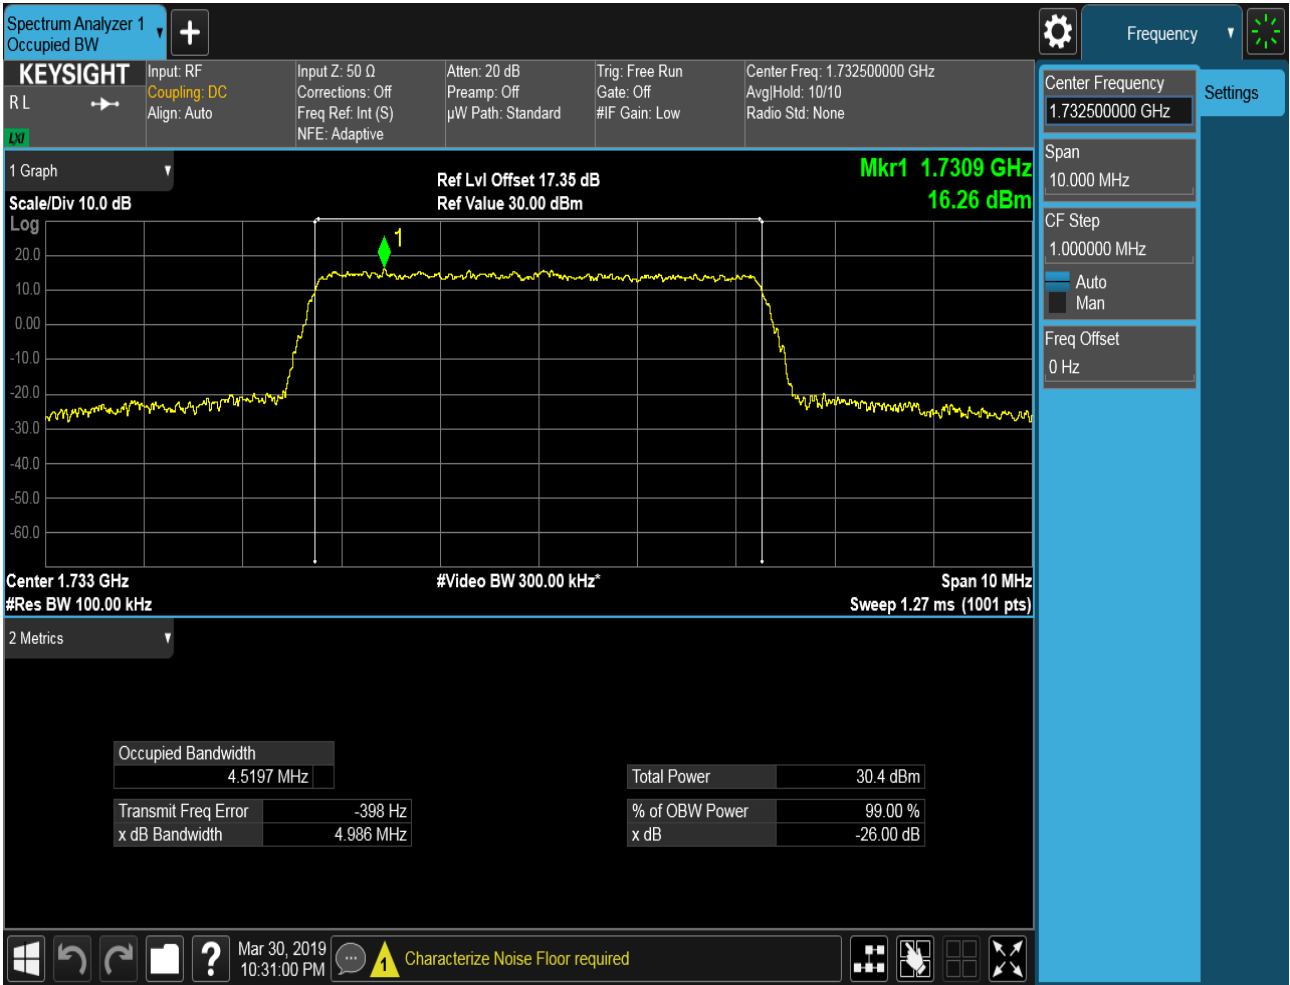 Spectrum Analyzer 1
Occupied BW
+
Frequency
KEYSIGHT
R L
LXI
Input: RF
Coupling: DC
Align: Auto
Input Z: 50 Ω
Corrections: Off
Freq Ref: Int (S)
NFE: Adaptive
Atten: 20 dB
Preamp: Off
µW Path: Standard
Trig: Free Run
Gate: Off
#IF Gain: Low
Center Freq: 1.732500000 GHz
Avg|Hold: 10/10
Radio Std: None
Center Frequency
1.732500000 GHz
Settings
Span
10.000 MHz
CF Step
1.000000 MHz
Auto
Man
Freq Offset
0 Hz
1 Graph
Ref Lvl Offset 17.35 dB
Mkr1 1.7309 GHz
Scale/Div 10.0 dB
Ref Value 30.00 dBm
16.26 dBm
Log
1
20.0
10.0
0.00
-10.0
-20.0
-30.0
-40.0
-50.0
-60.0
Center 1.733 GHz
#Video BW 300.00 kHz*
Span 10 MHz
#Res BW 100.00 kHz
Sweep 1.27 ms (1001 pts)
2 Metrics
Occupied Bandwidth
4.5197 MHz
Total Power 30.4 dBm
Transmit Freq Error -398 Hz
% of OBW Power 99.00 %
x dB Bandwidth 4.986 MHz
x dB -26.00 dB
?
Mar 30, 2019
10:31:00 PM
1
Characterize Noise Floor required